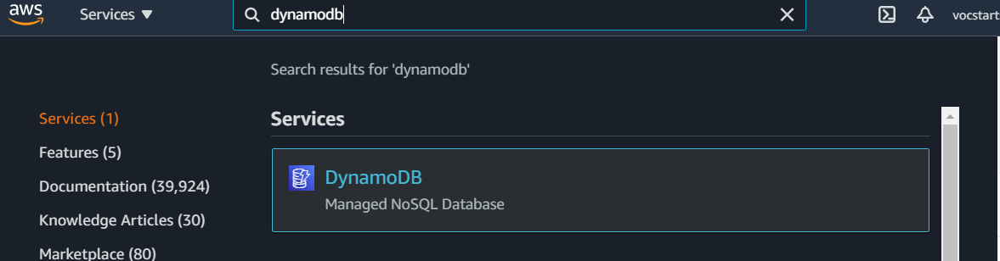 aws
Services ▼
dynamodb
vocstart
Search results for 'dynamodb'
Services (1)
Features (5)
Documentation (39,924)
Knowledge Articles (30)
Marketplace (80)
Services
DynamoDB
Managed NoSQL Database